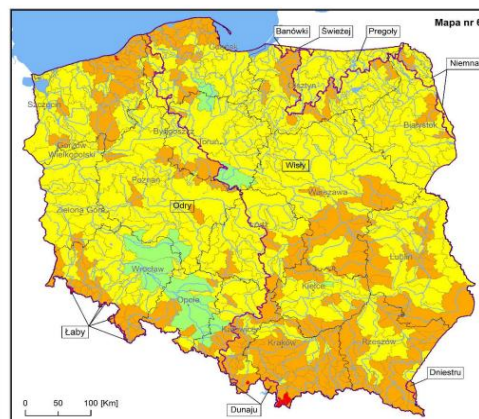 Mapa nr 6
Banówki
Świeżej
Pregoły
Niemna
Gdańsk
Olsztyn
Szczecin
Białystok
Bydgoszcz
Toruń
Gorzów
Wielkopolski
Poznań
Wisły
Warszawa
Zielona Góra
Odry
Łódź
Lublin
Wrocław
Opole
Kielce
Łaby
Katowice
Kraków
Rzeszów
Dniestru
Dunaju
0 50 100 [Km]